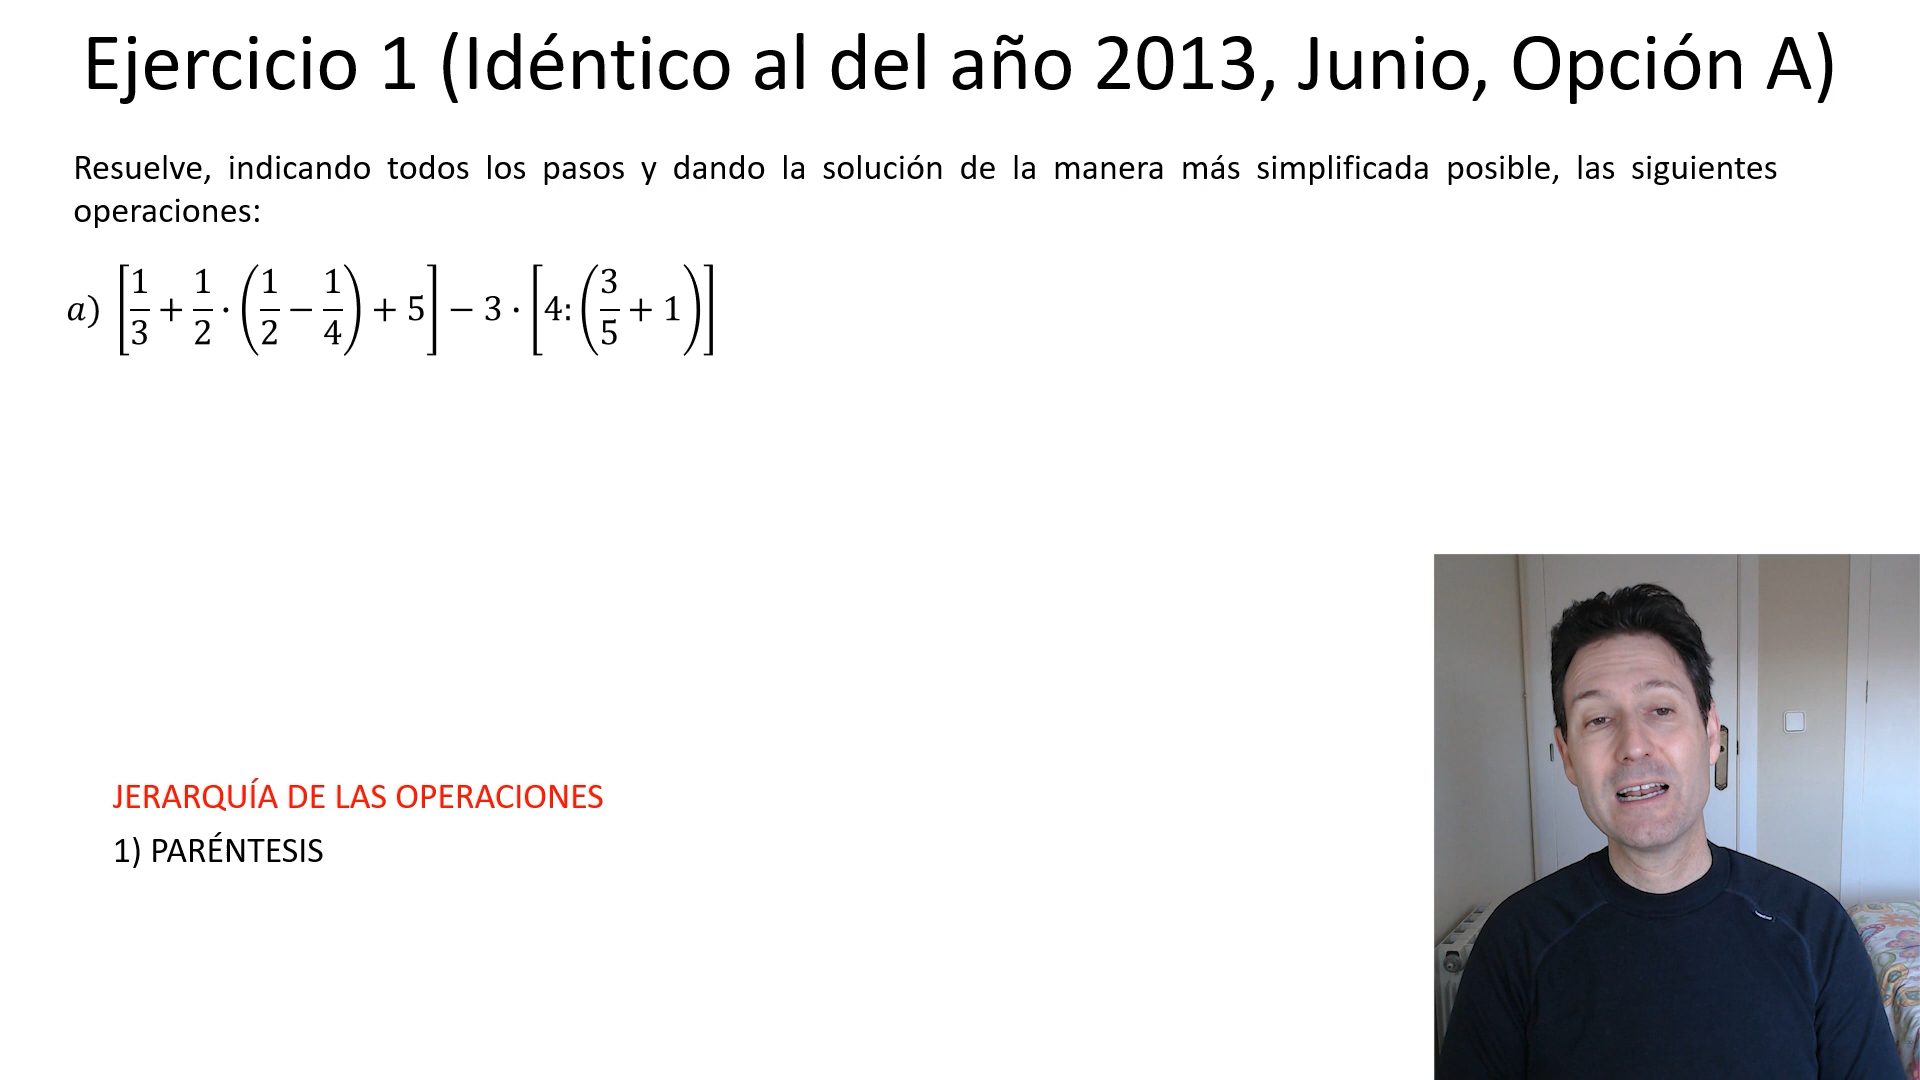 Ejercicio 1 (Idéntico al del año 2013, Junio, Opción A)
Resuelve, indicando todos los pasos y dando la solución de la manera más simplificada posible, las siguientes
operaciones:
a) [1/3 + 1/2 · (1/2 − 1/4) + 5] − 3 · [4: (3/5 + 1)]
JERARQUÍA DE LAS OPERACIONES
1) PARÉNTESIS